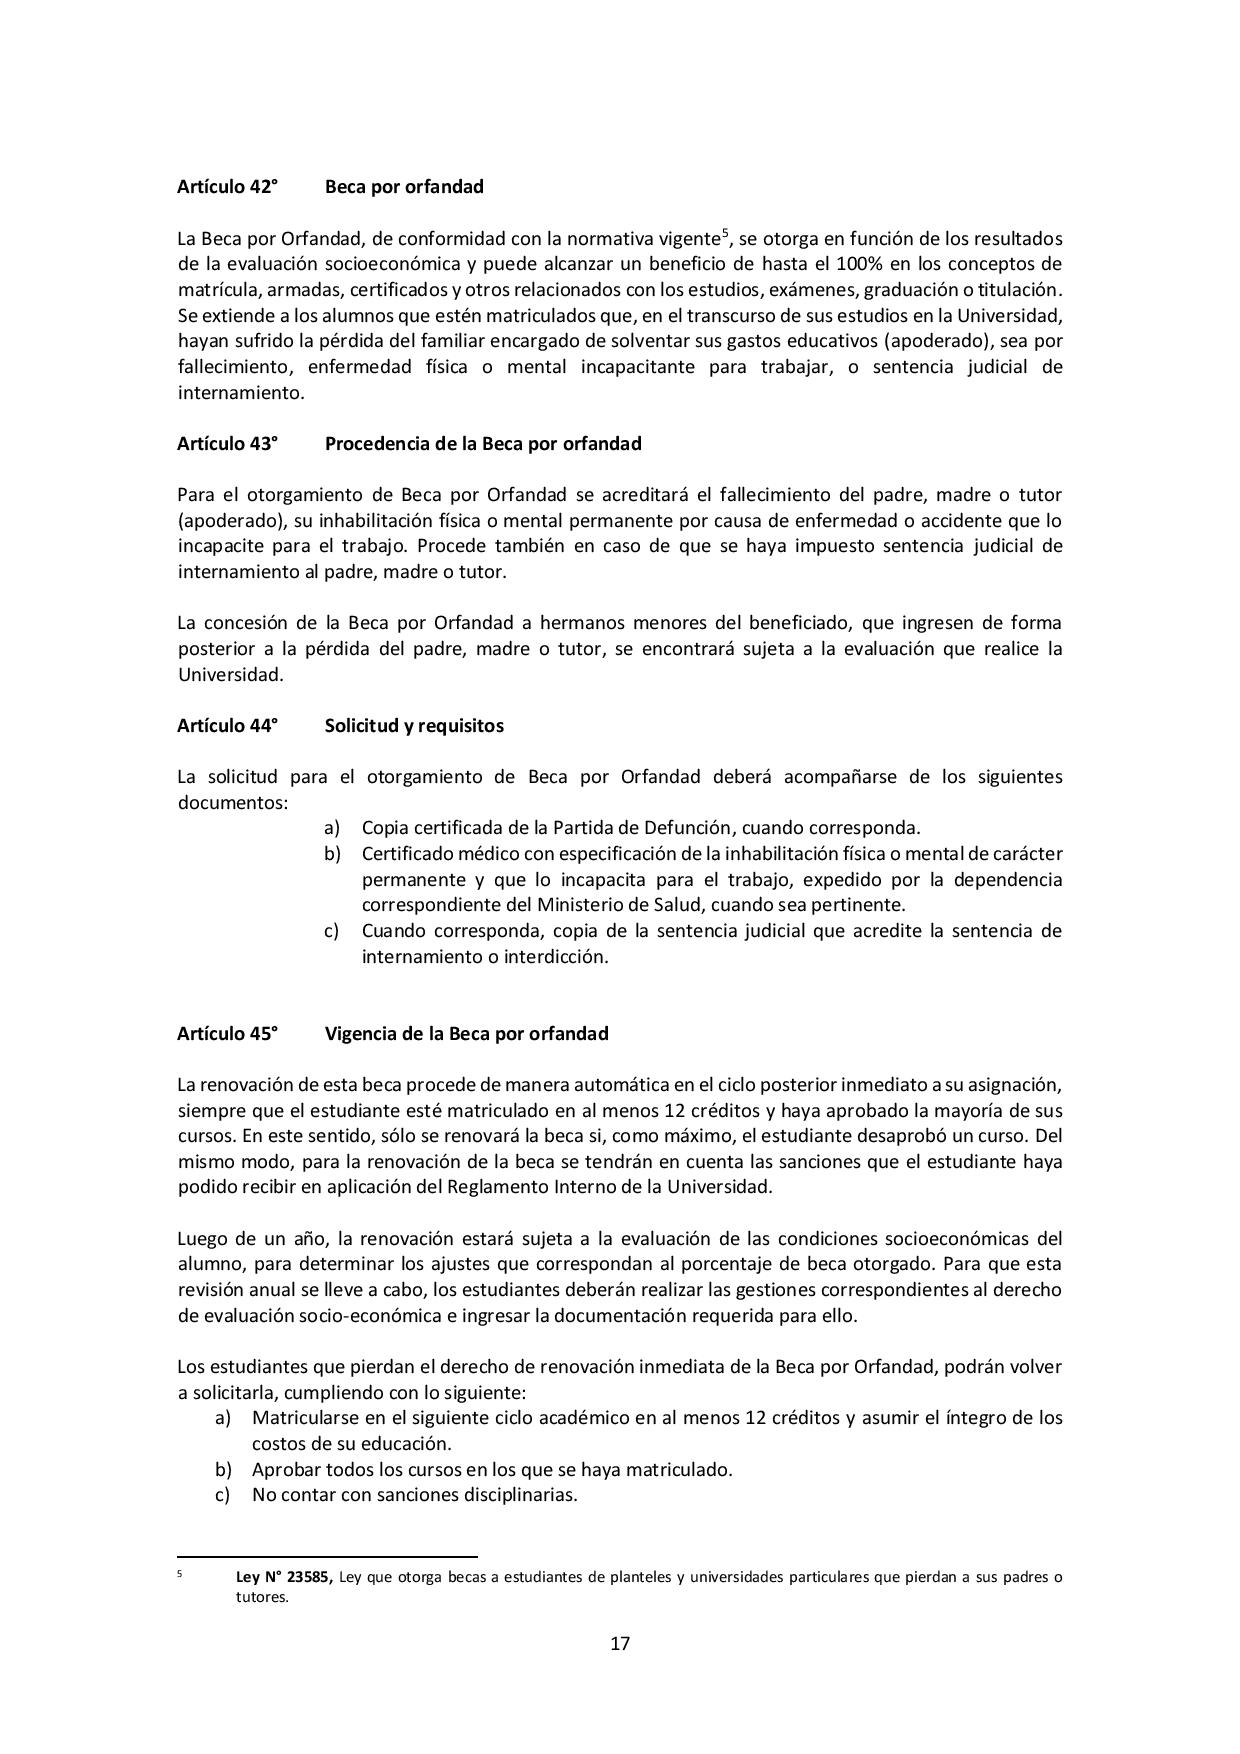 Artículo 42° Beca por orfandad
La Beca por Orfandad, de conformidad con la normativa vigente5, se otorga en función de los resultados
de la evaluación socioeconómica y puede alcanzar un beneficio de hasta el 100% en los conceptos de
matrícula, armadas, certificados y otros relacionados con los estudios, exámenes, graduación o titulación.
Se extiende a los alumnos que estén matriculados que, en el transcurso de sus estudios en la Universidad,
hayan sufrido la pérdida del familiar encargado de solventar sus gastos educativos (apoderado), sea por
fallecimiento, enfermedad física o mental incapacitante para trabajar, o sentencia judicial de
internamiento.
Artículo 43° Procedencia de la Beca por orfandad
Para el otorgamiento de Beca por Orfandad se acreditará el fallecimiento del padre, madre o tutor
(apoderado), su inhabilitación física o mental permanente por causa de enfermedad o accidente que lo
incapacite para el trabajo. Procede también en caso de que se haya impuesto sentencia judicial de
internamiento al padre, madre o tutor.
La concesión de la Beca por Orfandad a hermanos menores del beneficiado, que ingresen de forma
posterior a la pérdida del padre, madre o tutor, se encontrará sujeta a la evaluación que realice la
Universidad.
Artículo 44° Solicitud y requisitos
La solicitud para el otorgamiento de Beca por Orfandad deberá acompañarse de los siguientes
documentos:
a) Copia certificada de la Partida de Defunción, cuando corresponda.
b) Certificado médico con especificación de la inhabilitación física o mental de carácter
permanente y que lo incapacita para el trabajo, expedido por la dependencia
correspondiente del Ministerio de Salud, cuando sea pertinente.
c) Cuando corresponda, copia de la sentencia judicial que acredite la sentencia de
internamiento o interdicción.
Artículo 45° Vigencia de la Beca por orfandad
La renovación de esta beca procede de manera automática en el ciclo posterior inmediato a su asignación,
siempre que el estudiante esté matriculado en al menos 12 créditos y haya aprobado la mayoría de sus
cursos. En este sentido, sólo se renovará la beca si, como máximo, el estudiante desaprobó un curso. Del
mismo modo, para la renovación de la beca se tendrán en cuenta las sanciones que el estudiante haya
podido recibir en aplicación del Reglamento Interno de la Universidad.
Luego de un año, la renovación estará sujeta a la evaluación de las condiciones socioeconómicas del
alumno, para determinar los ajustes que correspondan al porcentaje de beca otorgado. Para que esta
revisión anual se lleve a cabo, los estudiantes deberán realizar las gestiones correspondientes al derecho
de evaluación socio-económica e ingresar la documentación requerida para ello.
Los estudiantes que pierdan el derecho de renovación inmediata de la Beca por Orfandad, podrán volver
a solicitarla, cumpliendo con lo siguiente:
a) Matricularse en el siguiente ciclo académico en al menos 12 créditos y asumir el íntegro de los
costos de su educación.
b) Aprobar todos los cursos en los que se haya matriculado.
c) No contar con sanciones disciplinarias.
5 Ley N° 23585, Ley que otorga becas a estudiantes de planteles y universidades particulares que pierdan a sus padres o
tutores.
17